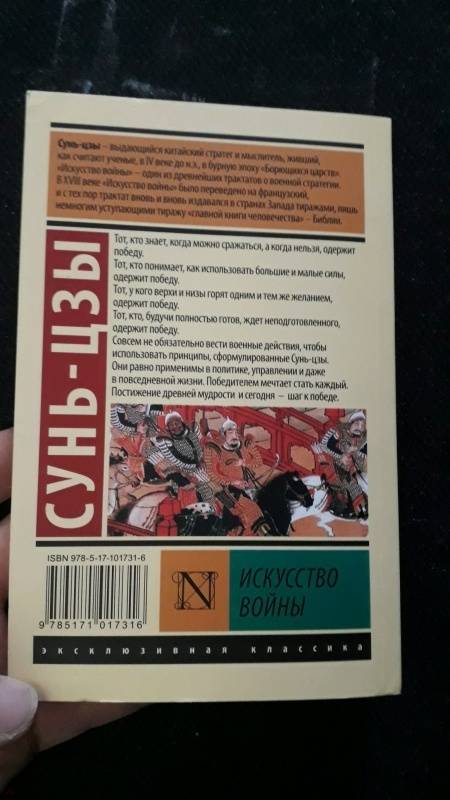 Сунь-цзы – выдающийся китайский стратег и мыслитель, живший,
как считают ученые, в IV веке до н.э., в бурную эпоху «Борющихся царств».
«Искусство войны» – один из древнейших трактатов о военной стратегии.
В XVIII веке «Искусство войны» было переведено на французский,
и с тех пор трактат вновь и вновь издавался в странах Запада тиражами, лишь
немногим уступающими тиражу «главной книги человечества» – Библии.
СУНЬ-ЦЗЫ
Тот, кто знает, когда можно сражаться, а когда нельзя, одержит
победу.
Тот, кто понимает, как использовать большие и малые силы,
одержит победу.
Тот, у кого верхи и низы горят одним и тем же желанием,
одержит победу.
Тот, кто, будучи полностью готов, ждет неподготовленного,
одержит победу.
Совсем не обязательно вести военные действия, чтобы
использовать принципы, сформулированные Сунь-цзы.
Они равно применимы в политике, управлении и даже
в повседневной жизни. Победителем мечтает стать каждый.
Постижение древней мудрости и сегодня – шаг к победе.
ISBN 978-5-17-101731-6
9 785171 017316
N
ИСКУССТВО
ВОЙНЫ
эксклюзивная классика